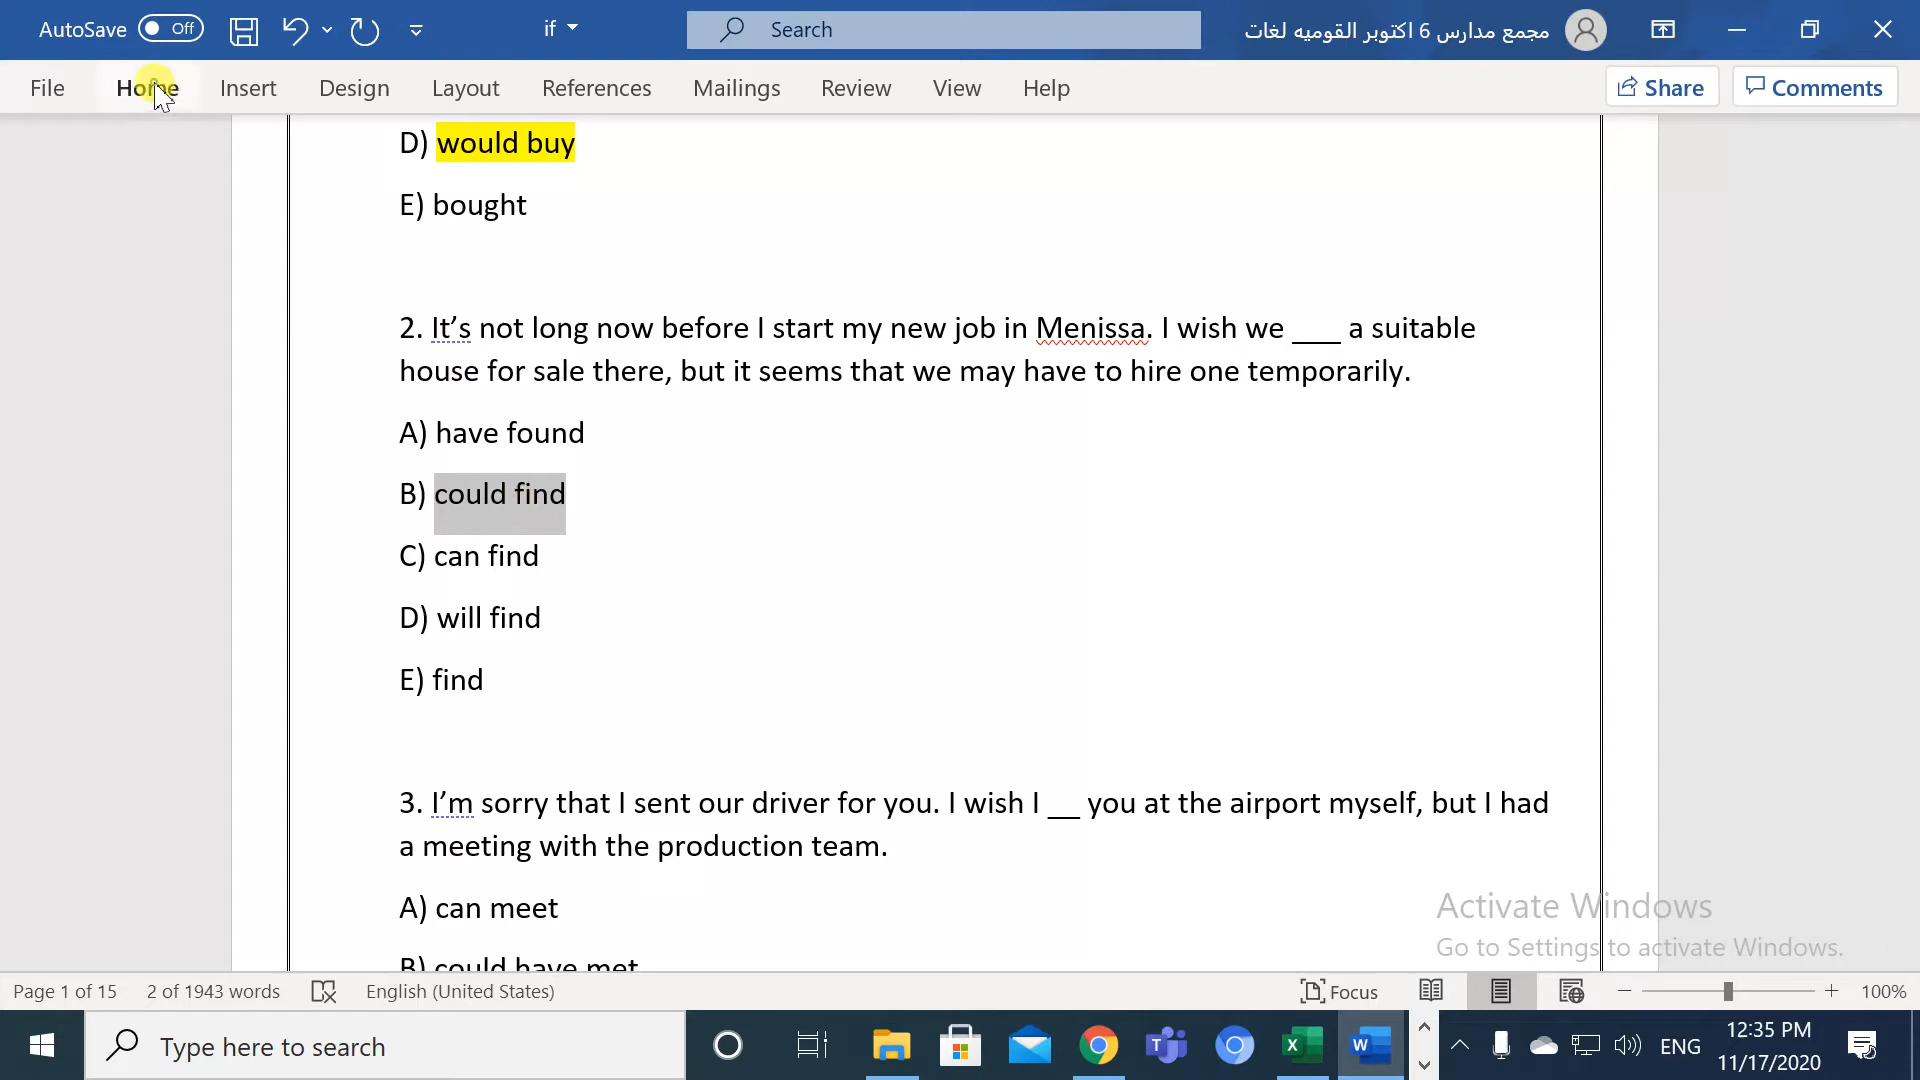 AutoSave Off if Search مجمع مدارس 6 اكتوبر القوميه لغات
File Home Insert Design Layout References Mailings Review View Help Share Comments
D) would buy
E) bought
2. It’s not long now before I start my new job in Menissa. I wish we ___ a suitable
house for sale there, but it seems that we may have to hire one temporarily.
A) have found
B) could find
C) can find
D) will find
E) find
3. I’m sorry that I sent our driver for you. I wish I __ you at the airport myself, but I had
a meeting with the production team.
A) can meet
B) could have met
Activate Windows
Go to Settings to activate Windows.
Page 1 of 15 2 of 1943 words English (United States) Focus 100%
Type here to search ENG 12:35 PM
11/17/2020